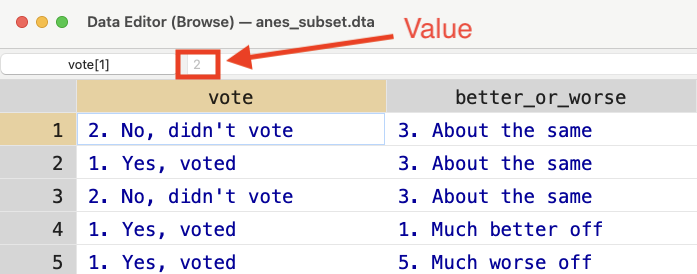 Data Editor (Browse) — anes_subset.dta
Value
vote[1] 2
vote better_or_worse
1 2. No, didn't vote 3. About the same
2 1. Yes, voted 3. About the same
3 2. No, didn't vote 3. About the same
4 1. Yes, voted 1. Much better off
5 1. Yes, voted 5. Much worse off